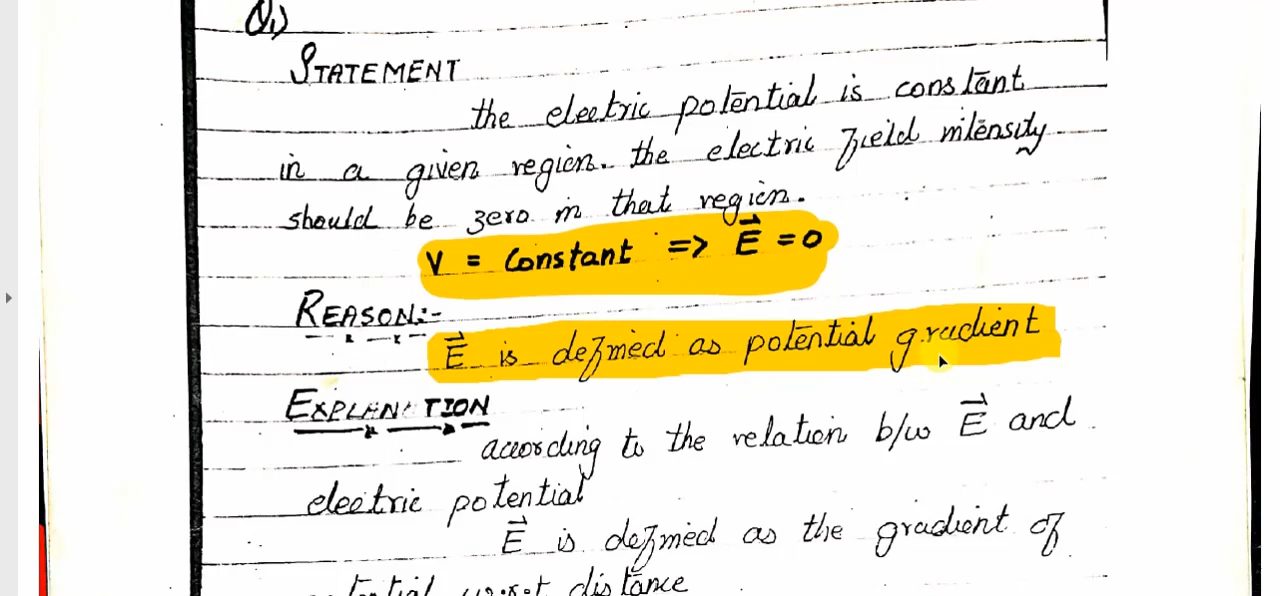 Q1)
STATEMENT
the electric potential is constant
in a given region. the electric field intensity
should be zero in that region.
V = Constant => E⃗ = 0
REASON:-
E⃗ is defined as potential gradient
EXPLANATION
according to the relation b/w E⃗ and
electric potential
E⃗ is defined as the gradient of
distance